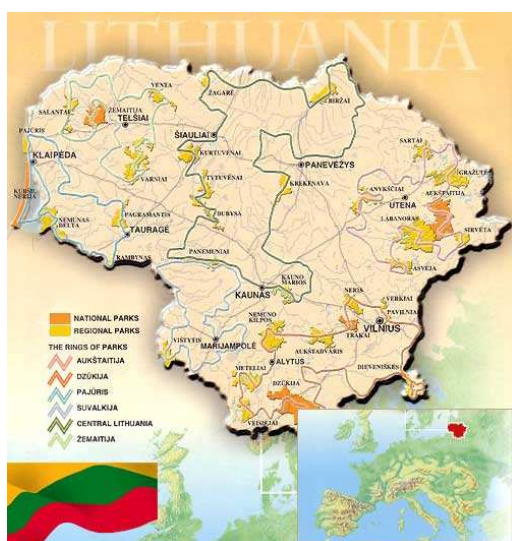 LITHUANIA
ŽAGARĖ
BIRŽAI
VENTA
SALANTAI
ŽEMAITIJA
TELŠIAI
PAJŪRIS
ŠIAULIAI
KLAIPĖDA
KURTUVĖNAI
PANEVĖŽYS
SARTAI
GRAŽUTĖ
VARNIAI
TYTUVĖNAI
KREKENAVA
ANYKŠČIAI
AUKŠTAITIJA
UTENA
KURŠIŲ
NERIJA
NEMUNAS
DELTA
PAGRAMANTIS
DUBYSA
LABANORAS
SIRVĖTA
TAURAGĖ
RAMBYNAS
PANEMUNIAI
ASVEJA
KAUNO
MARIOS
KAUNAS
NERIS
VERKIAI
PAVILNIAI
NEMUNO
KILPOS
VILNIUS
TRAKAI
VIŠTYTIS
MARIJAMPOLĖ
AUKŠTADVARIS
ALYTUS
DIEVENIŠKĖS
METELIAI
DZŪKIJA
VEISIEJAI
NATIONAL PARKS
REGIONAL PARKS
THE RINGS OF PARKS
AUKŠTAITIJA
DZŪKIJA
PAJŪRIS
SUVALKIJA
CENTRAL LITHUANIA
ŽEMAITIJA